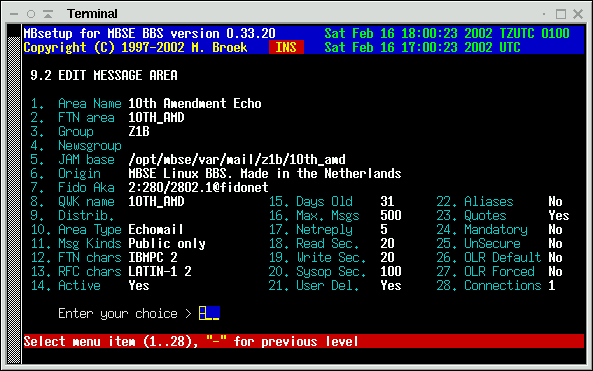 Terminal
MBsetup for MBSE BBS version 0.33.20 Sat Feb 16 18:00:23 2002 TZUTC 0100
Copyright (C) 1997-2002 M. Broek INS Sat Feb 16 17:00:23 2002 UTC
9.2 EDIT MESSAGE AREA
1. Area Name 10th Amendment Echo
2. FTN area 10TH_AMD
3. Group Z1B
4. Newsgroup
5. JAM base /opt/mbse/var/mail/z1b/10th_amd
6. Origin MBSE Linux BBS. Made in the Netherlands
7. Fido Aka 2:280/2802.1@fidonet
8. QWK name 10TH_AMD 15. Days Old 31 22. Aliases No
9. Distrib. 16. Max. Msgs 500 23. Quotes Yes
10. Area Type Echomail 17. Netreply 5 24. Mandatory No
11. Msg Kinds Public only 18. Read Sec. 20 25. UnSecure No
12. FTN chars IBMPC 2 19. Write Sec. 20 26. OLR Default No
13. RFC chars LATIN-1 2 20. Sysop Sec. 100 27. OLR Forced No
14. Active Yes 21. User Del. Yes 28. Connections 1
Enter your choice > -
Select menu item (1..28), "-" for previous level